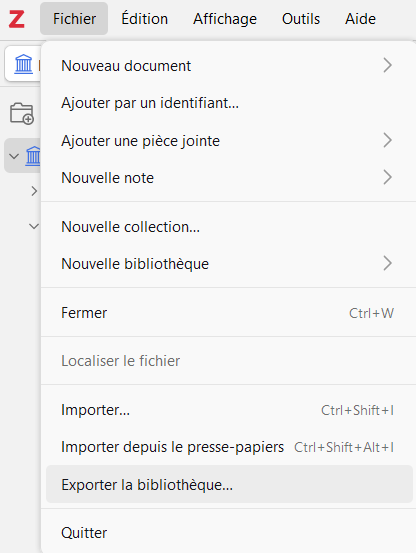 Z Fichier Édition Affichage Outils Aide
Nouveau document
Ajouter par un identifiant...
Ajouter une pièce jointe
Nouvelle note
Nouvelle collection...
Nouvelle bibliothèque
Fermer Ctrl+W
Localiser le fichier
Importer... Ctrl+Shift+I
Importer depuis le presse-papiers Ctrl+Shift+Alt+I
Exporter la bibliothèque...
Quitter